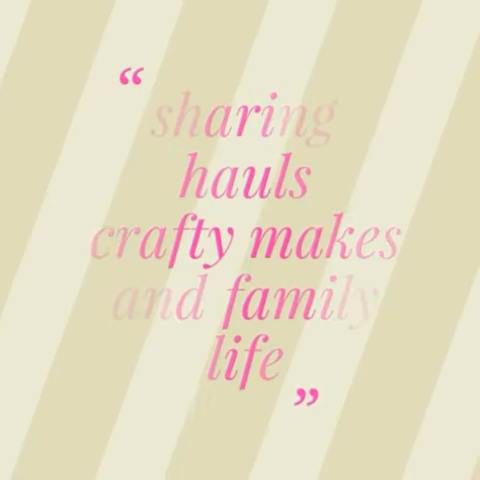 “
sharing
hauls
crafty makes
and family
life
”